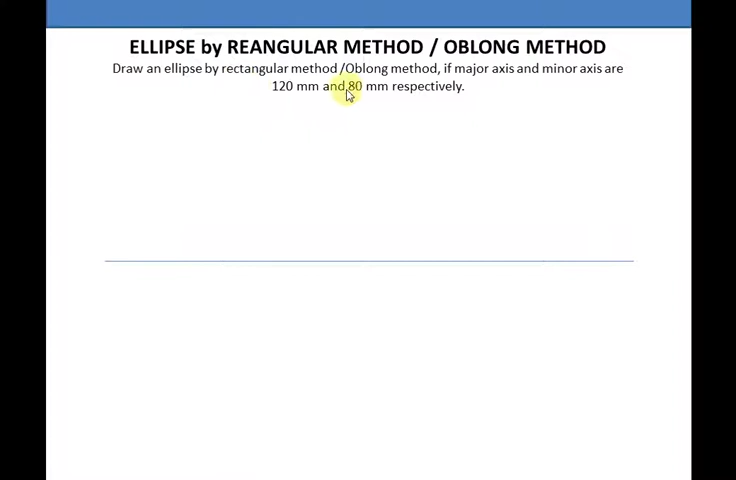 ELLIPSE by REANGULAR METHOD / OBLONG METHOD
Draw an ellipse by rectangular method /Oblong method, if major axis and minor axis are
120 mm and 80 mm respectively.